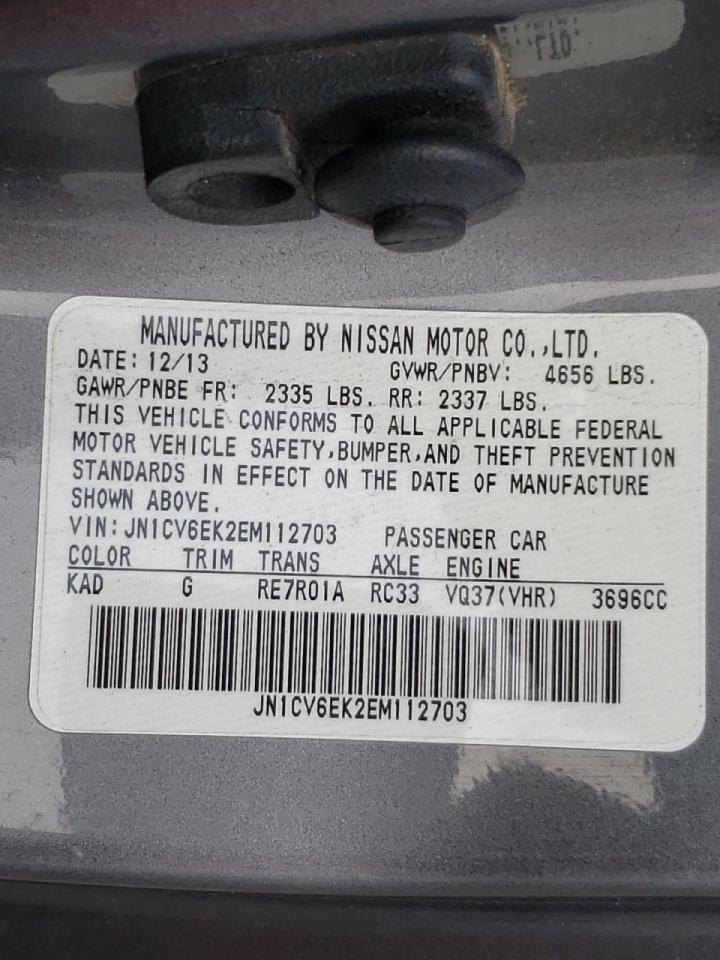 MANUFACTURED BY NISSAN MOTOR CO.,LTD.
DATE: 12/13 GVWR/PNBV: 4656 LBS.
GAWR/PNBE FR: 2335 LBS. RR: 2337 LBS.
THIS VEHICLE CONFORMS TO ALL APPLICABLE FEDERAL
MOTOR VEHICLE SAFETY,BUMPER,AND THEFT PREVENTION
STANDARDS IN EFFECT ON THE DATE OF MANUFACTURE
SHOWN ABOVE.
VIN: JN1CV6EK2EM112703 PASSENGER CAR
COLOR TRIM TRANS AXLE ENGINE
KAD G RE7R01A RC33 VQ37(VHR) 3696CC
JN1CV6EK2EM112703